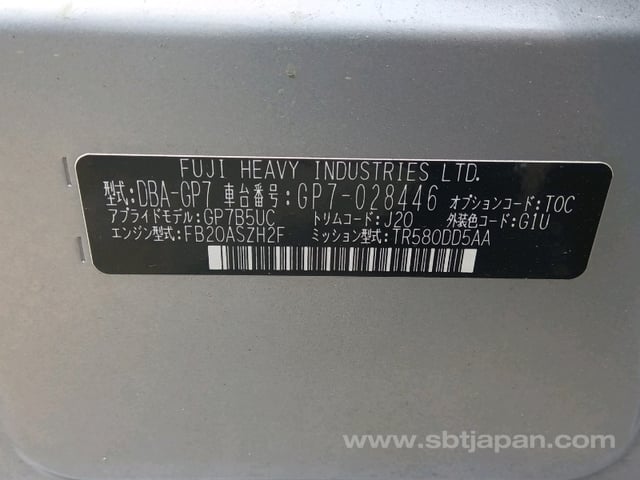 FUJI HEAVY INDUSTRIES LTD.
型式:DBA-GP7 車台番号:GP7-028446 オプションコード:TOC
アプライドモデル:GP7B5UC トリムコード:J20 外装色コード:G1U
エンジン型式:FB20ASZH2F ミッション型式:TR580DD5AA
www.sbtjapan.com